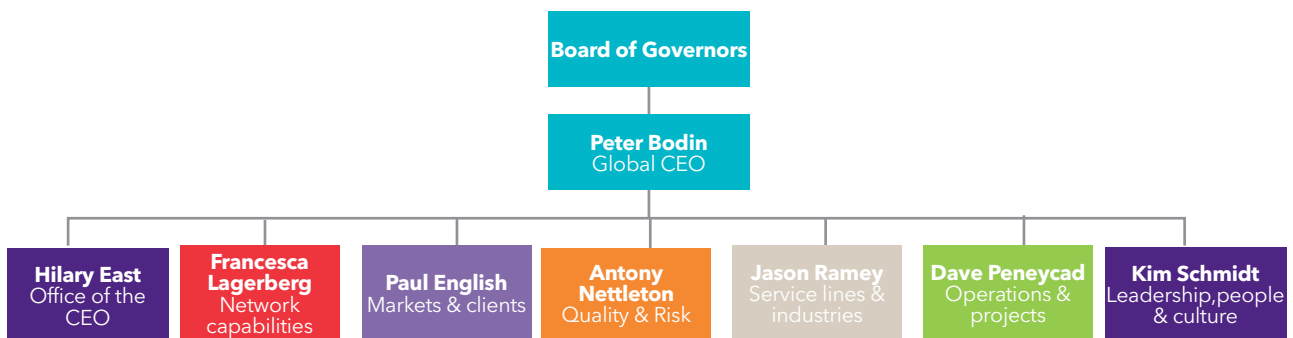 Board of Governors
Peter Bodin
Global CEO
Hilary East
Office of the
CEO
Francesca
Lagerberg
Network
capabilities
Paul English
Markets & clients
Antony
Nettleton
Quality & Risk
Jason Ramey
Service lines &
industries
Dave Peneycad
Operations &
projects
Kim Schmidt
Leadership,people
& culture